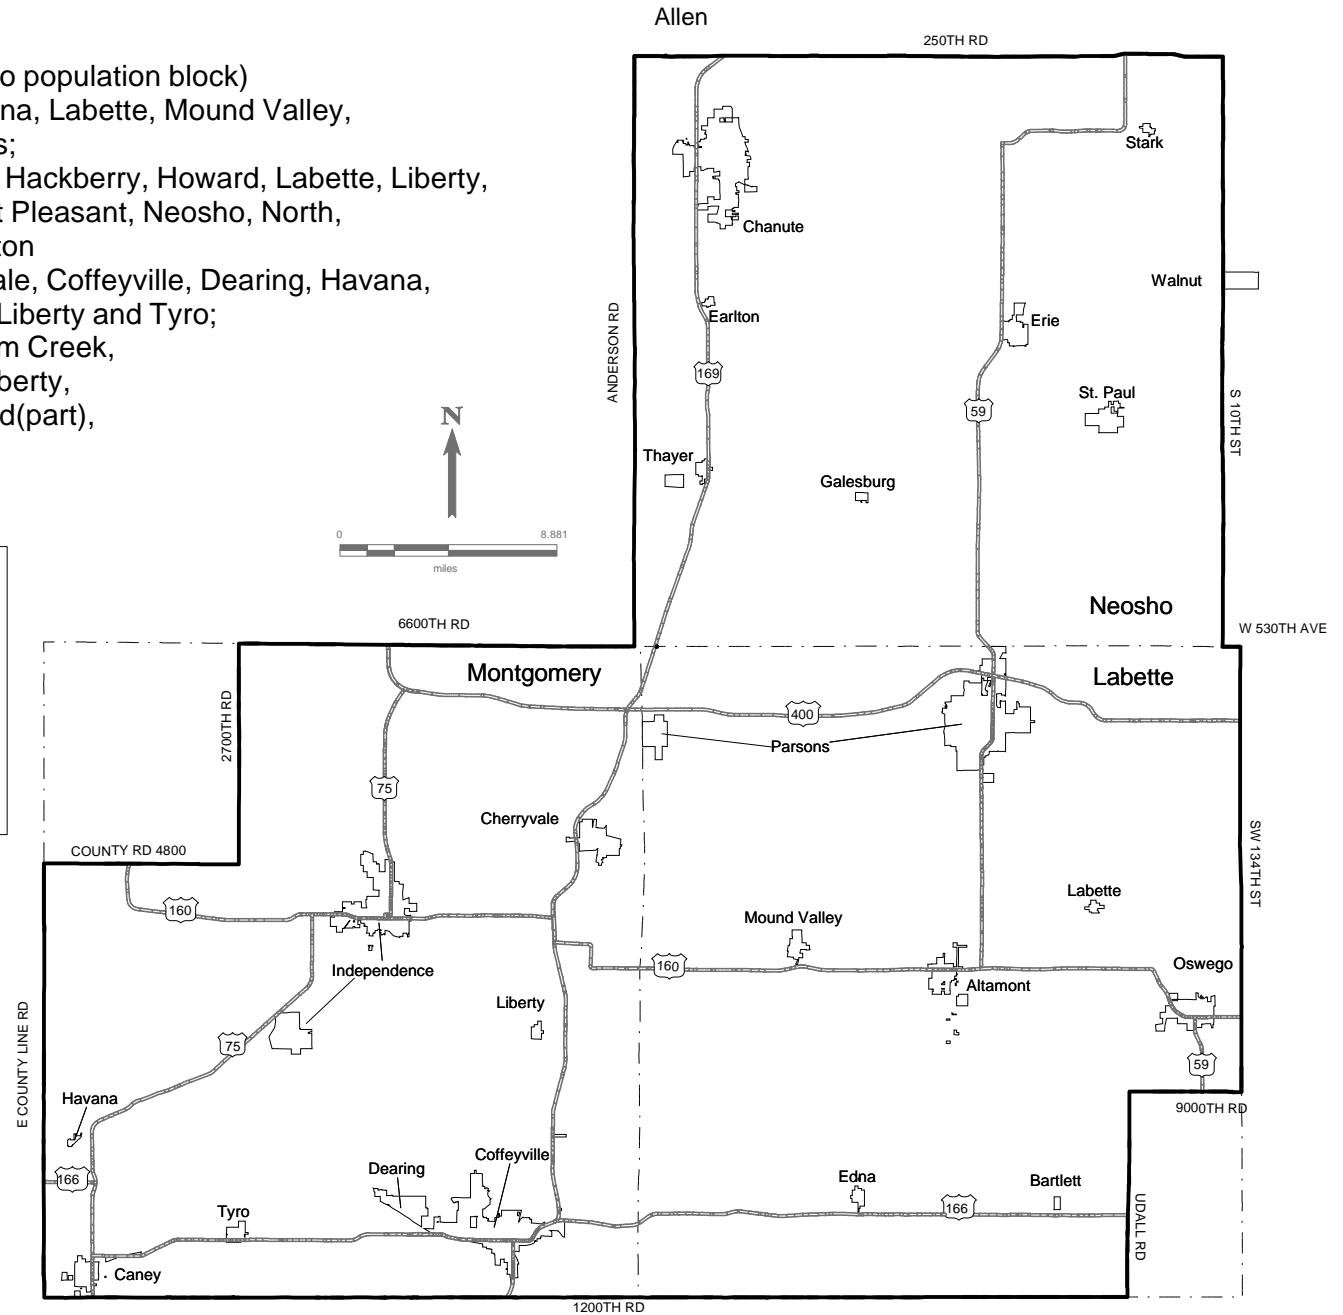 Allen
250TH RD
o population block)
na, Labette, Mound Valley,
s;
Hackberry, Howard, Labette, Liberty,
t Pleasant, Neosho, North,
ton
ale, Coffeyville, Dearing, Havana,
Liberty and Tyro;
m Creek,
berty,
d(part),
Stark
Chanute
Walnut
Earlton
Erie
ANDERSON RD
169
59
St. Paul
S 10TH ST
N
Thayer
Galesburg
0 8.881
miles
Neosho
6600TH RD
W 530TH AVE
Montgomery
Labette
2700TH RD
400
Parsons
75
Cherryvale
COUNTY RD 4800
SW 134TH ST
Labette
160
Mound Valley
Independence
160
Oswego
Altamont
Liberty
E COUNTY LINE RD
75
59
Havana
9000TH RD
Coffeyville
Dearing
166
Edna
Bartlett
166
Tyro
UDALL RD
Caney
1200TH RD